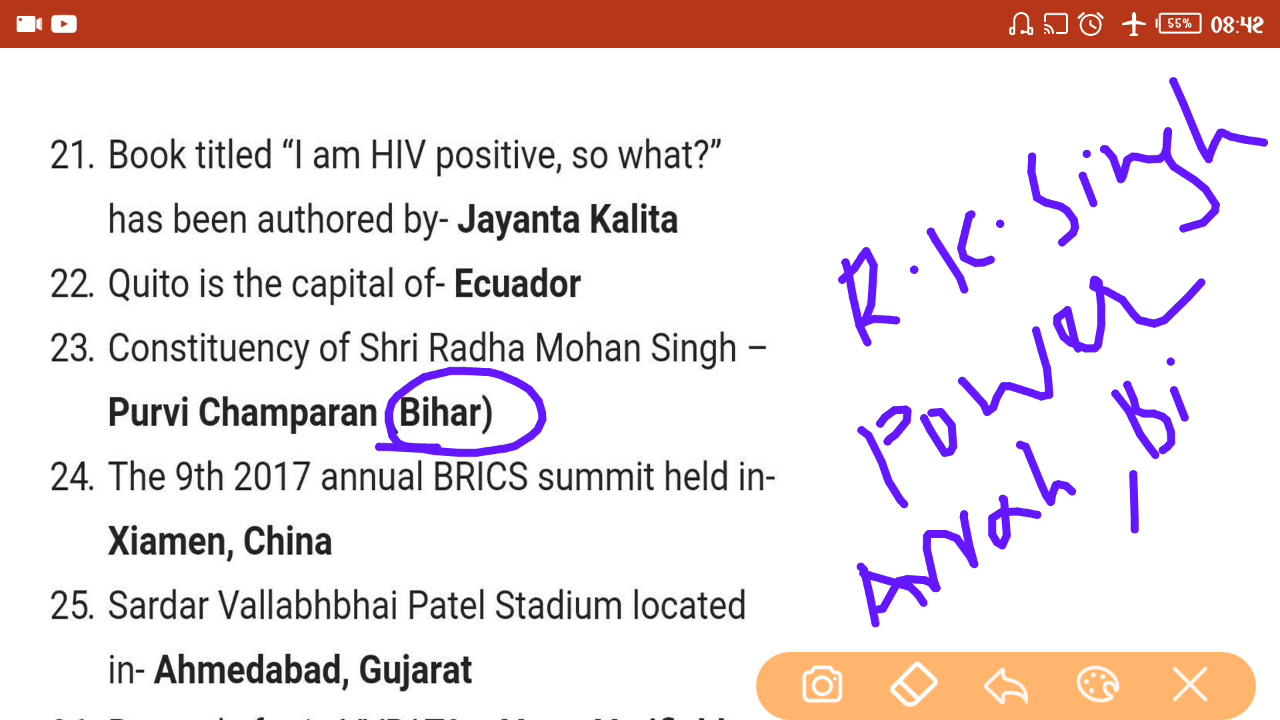 55% 08:42
21. Book titled “I am HIV positive, so what?”
has been authored by- Jayanta Kalita
22. Quito is the capital of- Ecuador
23. Constituency of Shri Radha Mohan Singh –
Purvi Champaran (Bihar)
24. The 9th 2017 annual BRICS summit held in-
Xiamen, China
25. Sardar Vallabhbhai Patel Stadium located
in- Ahmedabad, Gujarat
R.K.Singh
Power
Arrah Bi